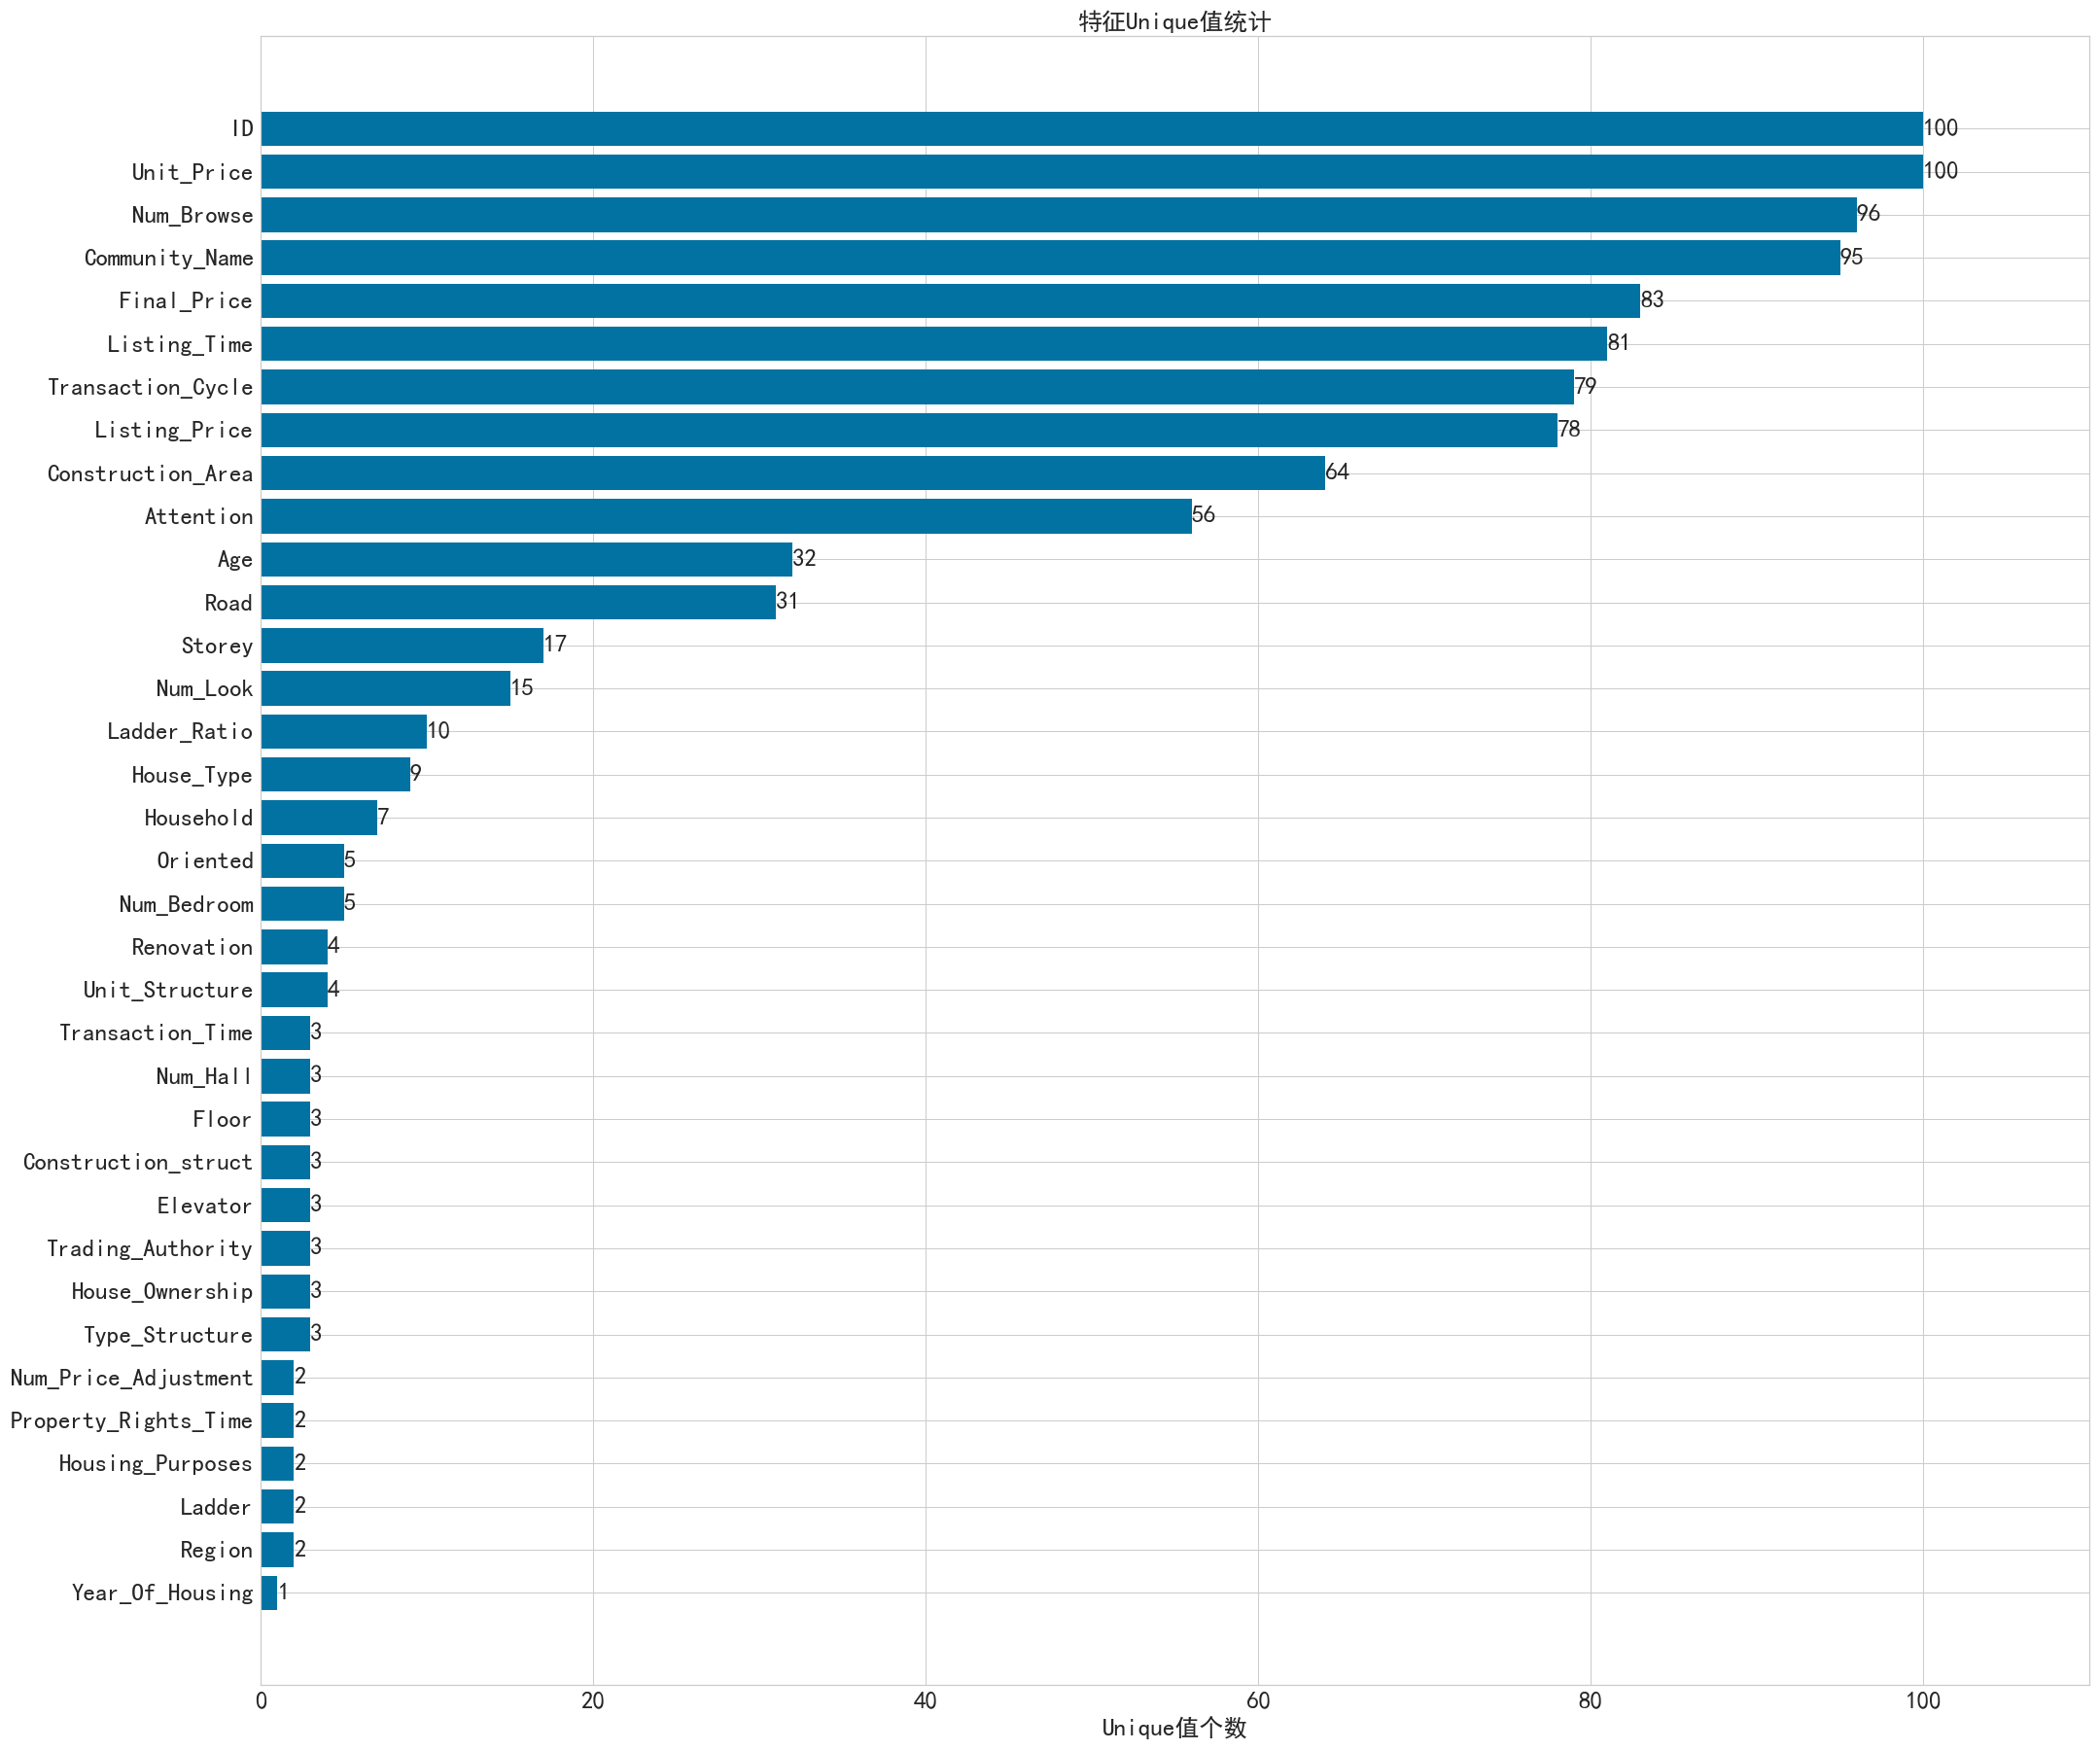 特征Unique值统计
ID 100
Unit_Price 100
Num_Browse 96
Community_Name 95
Final_Price 83
Listing_Time 81
Transaction_Cycle 79
Listing_Price 78
Construction_Area 64
Attention 56
Age 32
Road 31
Storey 17
Num_Look 15
Ladder_Ratio 10
House_Type 9
Household 7
Oriented 5
Num_Bedroom 5
Renovation 4
Unit_Structure 4
Transaction_Time 3
Num_Hall 3
Floor 3
Construction_struct 3
Elevator 3
Trading_Authority 3
House_Ownership 3
Type_Structure 3
Num_Price_Adjustment 2
Property_Rights_Time 2
Housing_Purposes 2
Ladder 2
Region 2
Year_Of_Housing 1
0 20 40 60 80 100
Unique值个数